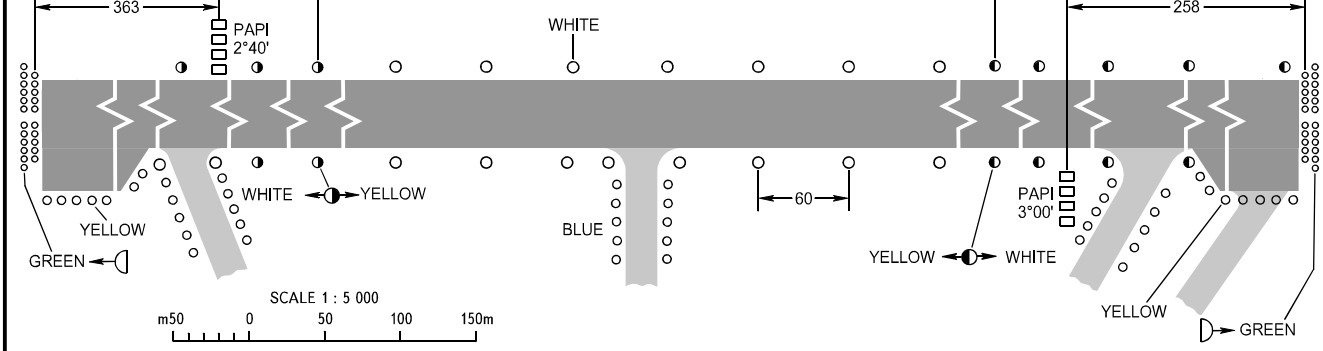 363
258
PAPI
2°40'
WHITE
WHITE
YELLOW
60
PAPI
3°00'
YELLOW
BLUE
GREEN
YELLOW
WHITE
SCALE 1 : 5 000
m50 0 50 100 150m
YELLOW
GREEN